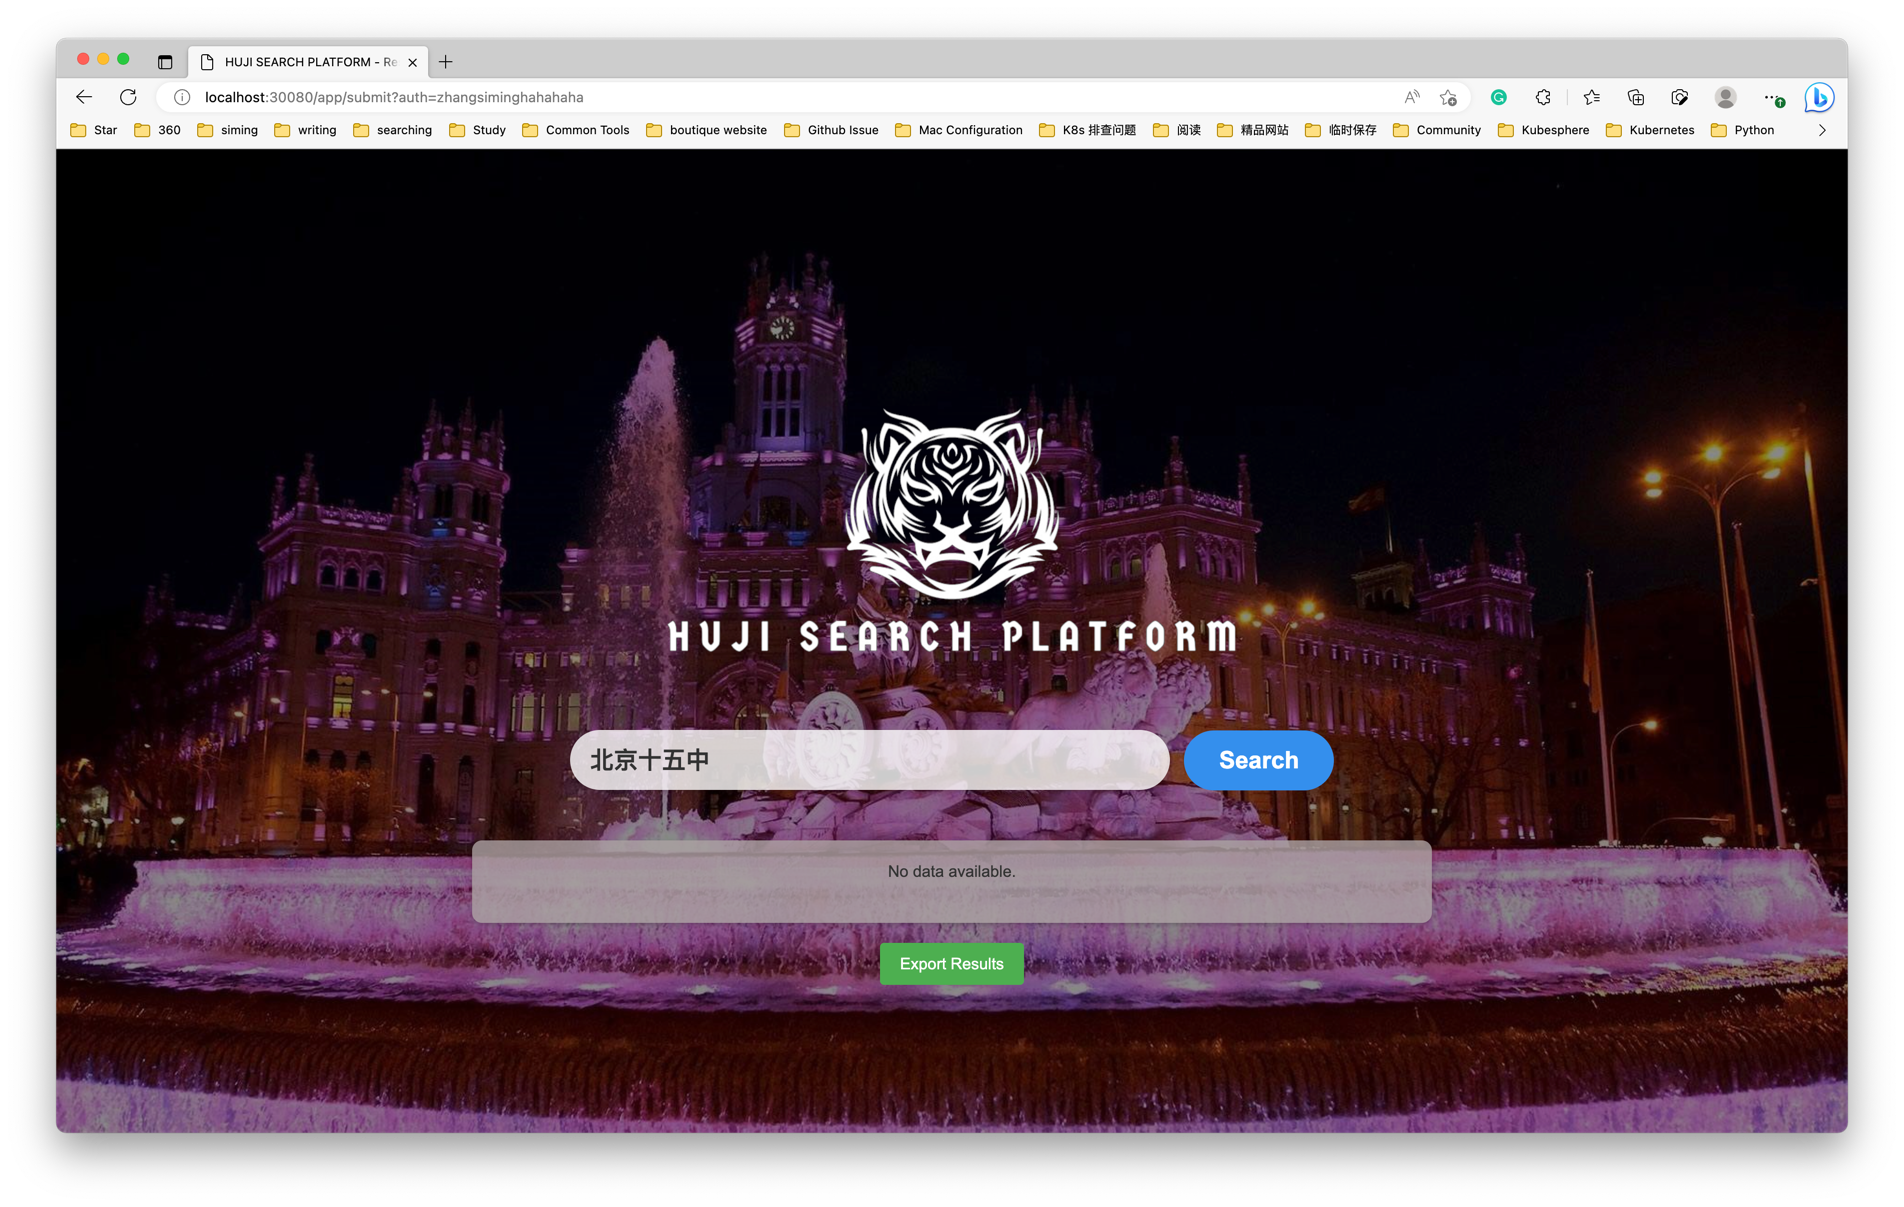 HUJI SEARCH PLATFORM - Re
localhost:30080/app/submit?auth=zhangsiminghahahaha
Star 360 siming writing searching Study Common Tools boutique website Github Issue Mac Configuration K8s 排查问题 阅读 精品网站 临时保存 Community Kubesphere Kubernetes Python
HUJI SEARCH PLATFORM
北京十五中 Search
No data available.
Export Results